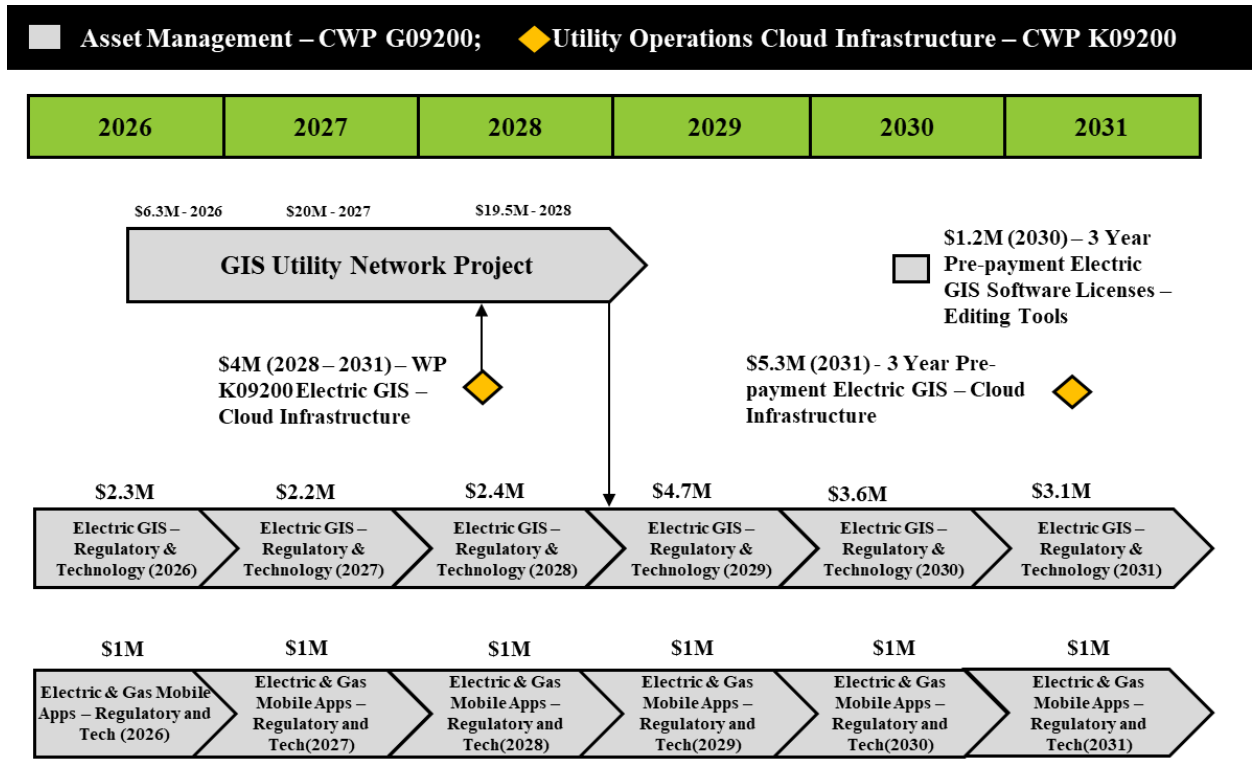 Asset Management – CWP G09200; Utility Operations Cloud Infrastructure – CWP K09200
2026 2027 2028 2029 2030 2031
$6.3M - 2026 $20M - 2027 $19.5M - 2028
GIS Utility Network Project
$1.2M (2030) – 3 Year
Pre-payment Electric
GIS Software Licenses –
Editing Tools
$4M (2028 – 2031) – WP
K09200 Electric GIS –
Cloud Infrastructure
$5.3M (2031) - 3 Year Pre-
payment Electric GIS – Cloud
Infrastructure
$2.3M $2.2M $2.4M $4.7M $3.6M $3.1M
Electric GIS –
Regulatory &
Technology (2026)
Electric GIS –
Regulatory &
Technology (2027)
Electric GIS –
Regulatory &
Technology (2028)
Electric GIS –
Regulatory &
Technology (2029)
Electric GIS –
Regulatory &
Technology (2030)
Electric GIS –
Regulatory &
Technology (2031)
$1M $1M $1M $1M $1M $1M
Electric & Gas Mobile
Apps – Regulatory and
Tech (2026)
Electric & Gas
Mobile Apps –
Regulatory and
Tech(2027)
Electric & Gas
Mobile Apps –
Regulatory and
Tech(2028)
Electric & Gas
Mobile Apps –
Regulatory and
Tech(2029)
Electric & Gas
Mobile Apps –
Regulatory and
Tech(2030)
Electric & Gas
Mobile Apps –
Regulatory and
Tech(2031)